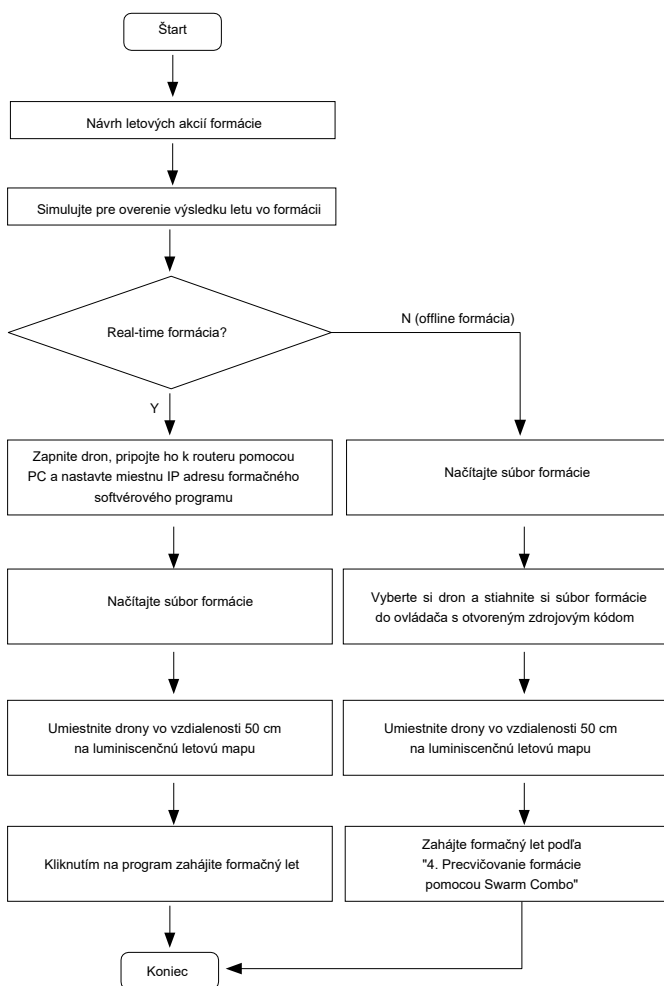 Štart
Návrh letových akcií formácie
Simulujte pre overenie výsledku letu vo formácii
Real-time formácia?
N (offline formácia)
Y
Zapnite dron, pripojte ho k routeru pomocou
PC a nastavte miestnu IP adresu formačného
softvérového programu
Načítajte súbor formácie
Načítajte súbor formácie
Vyberte si dron a stiahnite si súbor formácie
do ovládača s otvoreným zdrojovým kódom
Umiestnite drony vo vzdialenosti 50 cm
na luminiscenčnú letovú mapu
Umiestnite drony vo vzdialenosti 50 cm
na luminiscenčnú letovú mapu
Kliknutím na program zahájite formačný let
Zahájte formačný let podľa
"4. Precvičovanie formácie
pomocou Swarm Combo"
Koniec